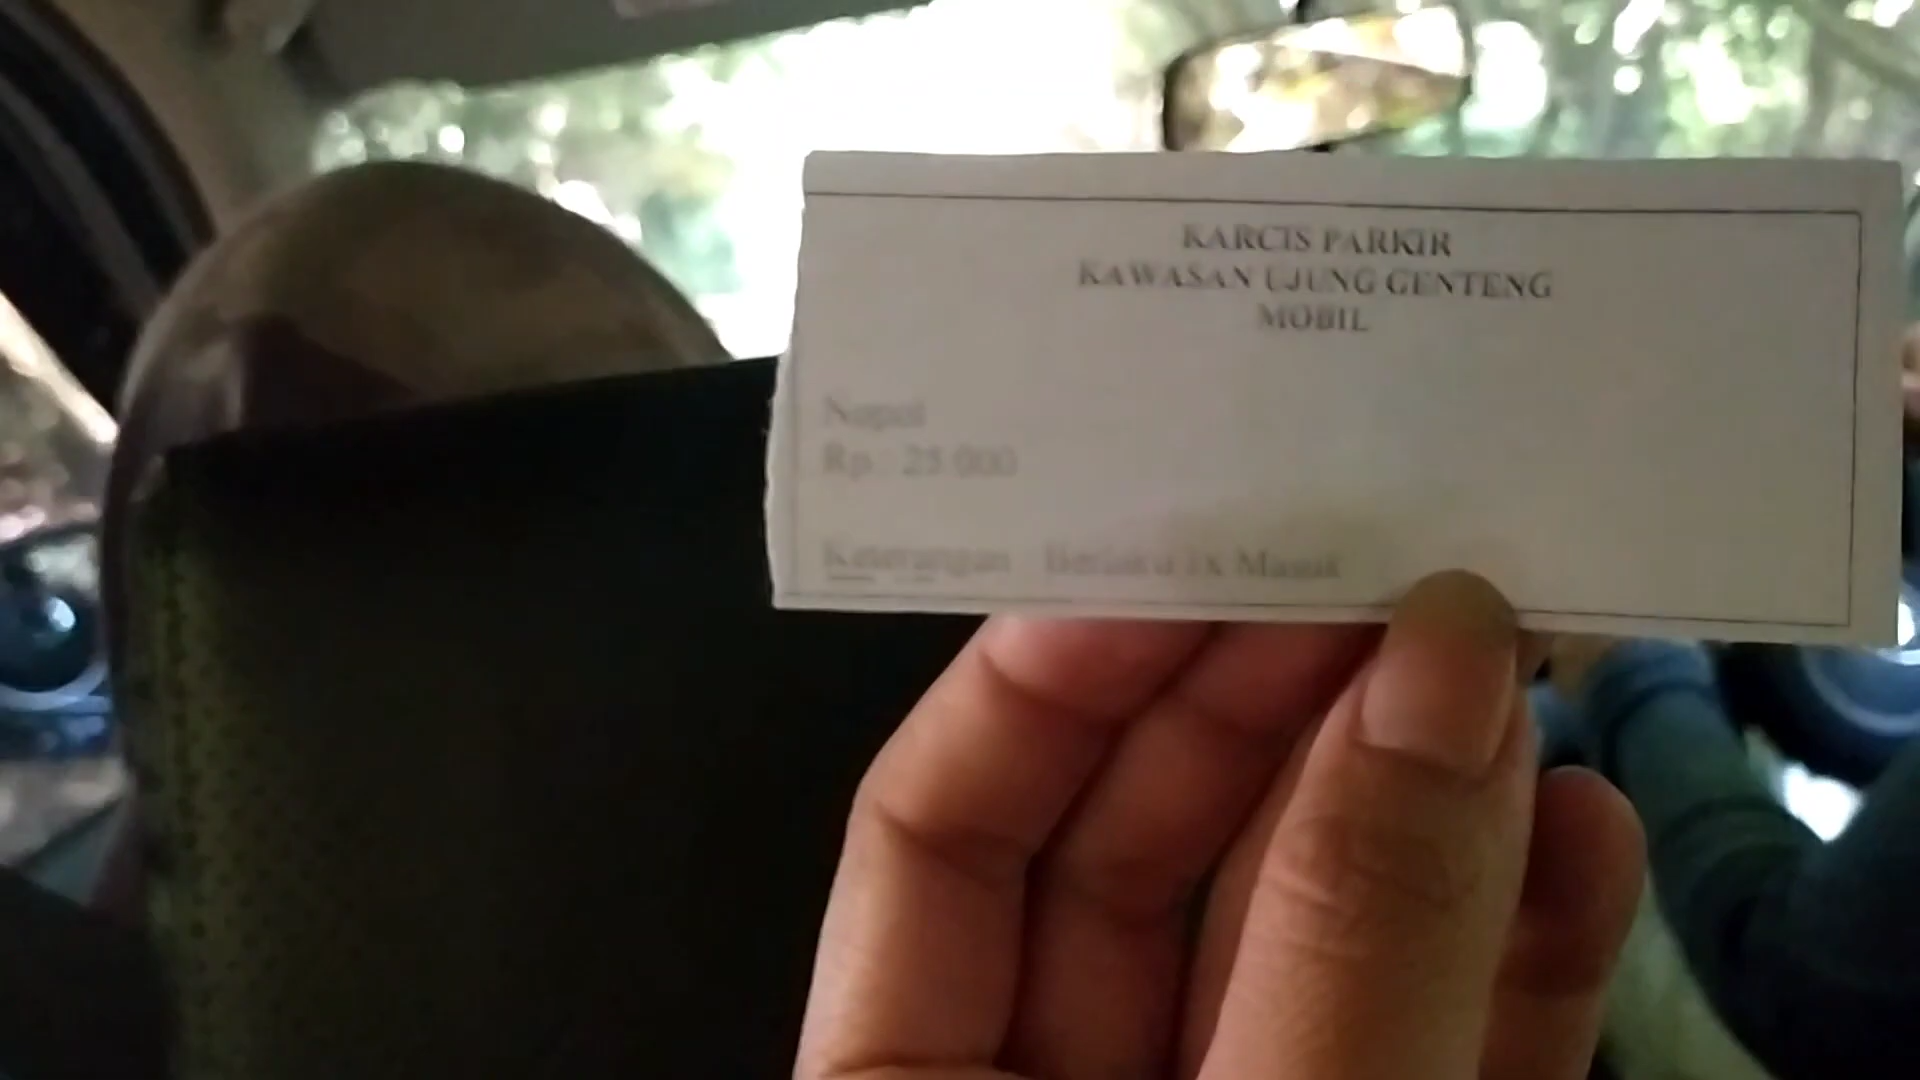 KARCIS PARKIR
KAWASAN UJUNG GENTENG
MOBIL
Nopol
Rp : 25.000
Keterangan : Berlaku 1x Masuk